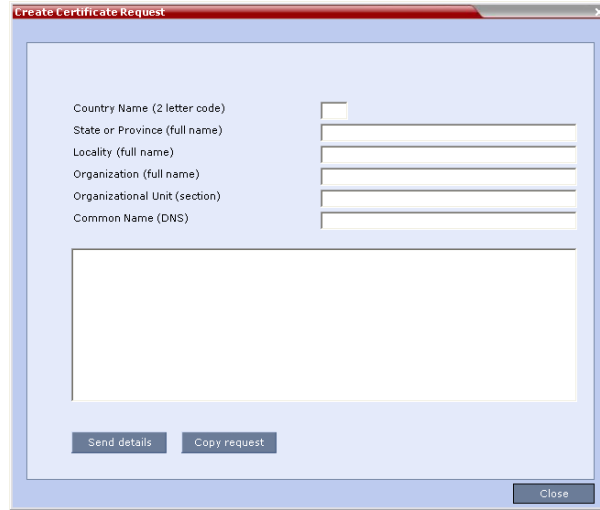 Create Certificate Request
Country Name (2 letter code)
State or Province (full name)
Locality (full name)
Organization (full name)
Organizational Unit (section)
Common Name (DNS)
Send details
Copy request
Close